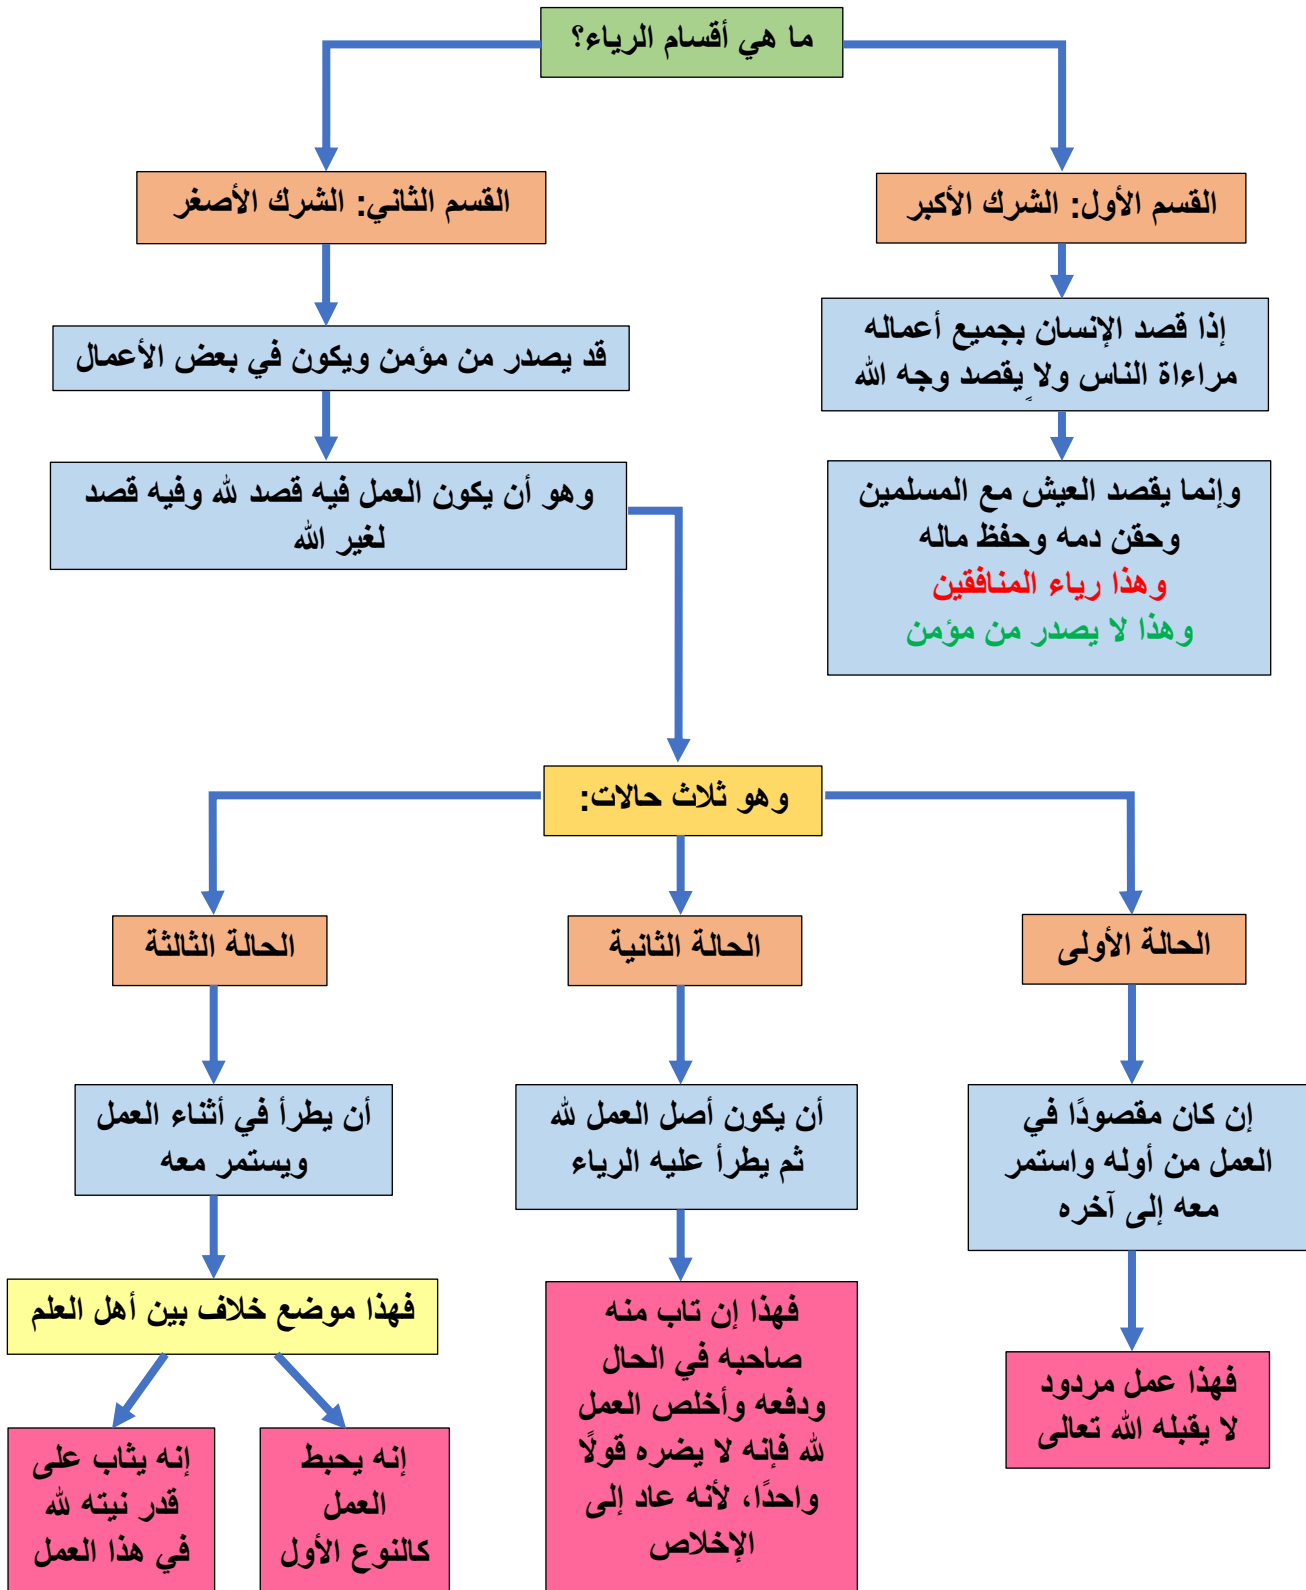 ما هي أقسام الرياء؟
القسم الأول: الشرك الأكبر
إذا قصد الإنسان بجميع أعماله
مراءاة الناس ولا يقصد وجه الله
وإنما يقصد العيش مع المسلمين
وحقن دمه وحفظ ماله
وهذا رياء المنافقين
وهذا لا يصدر من مؤمن
القسم الثاني: الشرك الأصغر
قد يصدر من مؤمن ويكون في بعض الأعمال
وهو أن يكون العمل فيه قصد لله وفيه قصد
لغير الله
وهو ثلاث حالات:
الحالة الأولى
إن كان مقصودًا في
العمل من أوله واستمر
معه إلى آخره
فهذا عمل مردود
لا يقبله الله تعالى
الحالة الثانية
أن يكون أصل العمل لله
ثم يطرأ عليه الرياء
فهذا إن تاب منه
صاحبه في الحال
ودفعه وأخلص العمل
لله فإنه لا يضره قولًا
واحدًا، لأنه عاد إلى
الإخلاص
الحالة الثالثة
أن يطرأ في أثناء العمل
ويستمر معه
فهذا موضع خلاف بين أهل العلم
إنه يحبط
العمل
كالنوع الأول
إنه يثاب على
قدر نيته لله
في هذا العمل